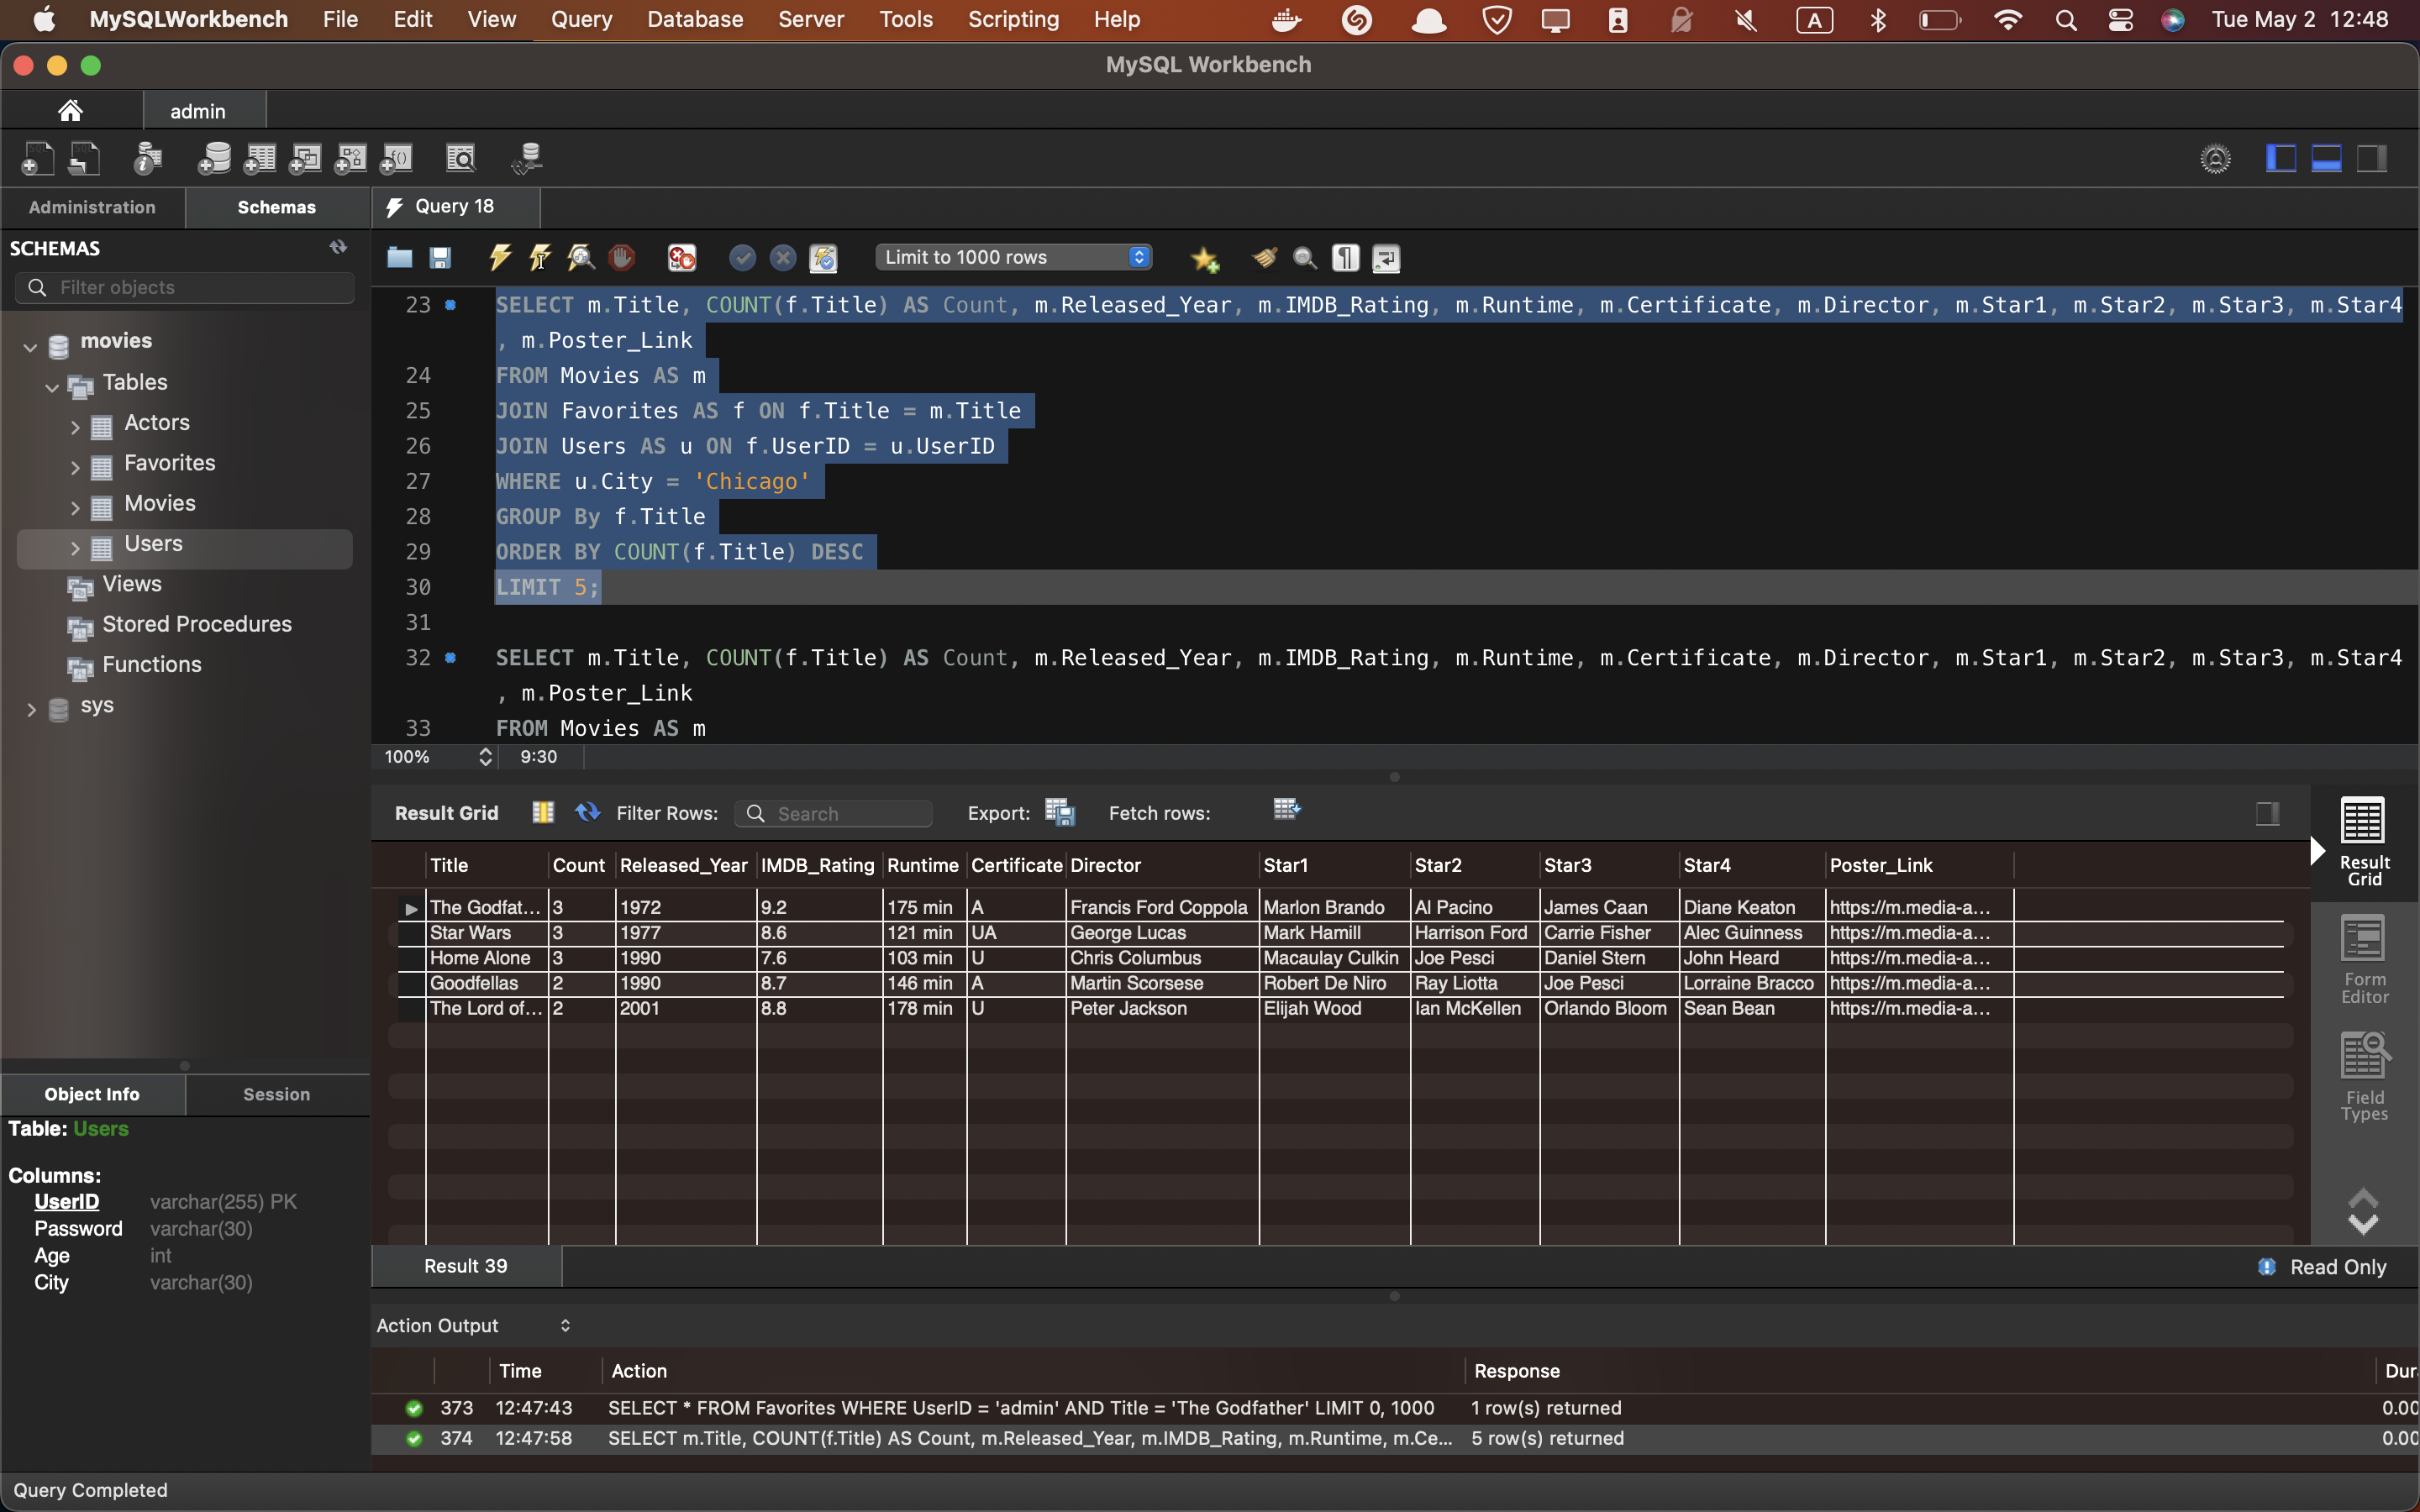 MySQLWorkbench File Edit View Query Database Server Tools Scripting Help A Tue May 2 12:48
MySQL Workbench
admin
Administration Schemas Query 18
SCHEMAS
Limit to 1000 rows
Filter objects
movies
Tables
Actors
Favorites
Movies
Users
Views
Stored Procedures
Functions
sys
23 SELECT m.Title, COUNT(f.Title) AS Count, m.Released_Year, m.IMDB_Rating, m.Runtime, m.Certificate, m.Director, m.Star1, m.Star2, m.Star3, m.Star4
, m.Poster_Link
24 FROM Movies AS m
25 JOIN Favorites AS f ON f.Title = m.Title
26 JOIN Users AS u ON f.UserID = u.UserID
27 WHERE u.City = 'Chicago'
28 GROUP By f.Title
29 ORDER BY COUNT(f.Title) DESC
30 LIMIT 5;
31
32 SELECT m.Title, COUNT(f.Title) AS Count, m.Released_Year, m.IMDB_Rating, m.Runtime, m.Certificate, m.Director, m.Star1, m.Star2, m.Star3, m.Star4
, m.Poster_Link
33 FROM Movies AS m
100% 9:30
Result Grid Filter Rows: Search Export: Fetch rows:
Title Count Released_Year IMDB_Rating Runtime Certificate Director Star1 Star2 Star3 Star4 Poster_Link
The Godfat... 3 1972 9.2 175 min A Francis Ford Coppola Marlon Brando Al Pacino James Caan Diane Keaton https://m.media-a...
Star Wars 3 1977 8.6 121 min UA George Lucas Mark Hamill Harrison Ford Carrie Fisher Alec Guinness https://m.media-a...
Home Alone 3 1990 7.6 103 min U Chris Columbus Macaulay Culkin Joe Pesci Daniel Stern John Heard https://m.media-a...
Goodfellas 2 1990 8.7 146 min A Martin Scorsese Robert De Niro Ray Liotta Joe Pesci Lorraine Bracco https://m.media-a...
The Lord of... 2 2001 8.8 178 min U Peter Jackson Elijah Wood Ian McKellen Orlando Bloom Sean Bean https://m.media-a...
Result
Grid
Form
Editor
Field
Types
Object Info Session
Table: Users
Columns:
UserID varchar(255) PK
Password varchar(30)
Age int
City varchar(30)
Result 39 Read Only
Action Output
Time Action Response Dur
373 12:47:43 SELECT * FROM Favorites WHERE UserID = 'admin' AND Title = 'The Godfather' LIMIT 0, 1000 1 row(s) returned 0.00
374 12:47:58 SELECT m.Title, COUNT(f.Title) AS Count, m.Released_Year, m.IMDB_Rating, m.Runtime, m.Ce... 5 row(s) returned 0.00
Query Completed